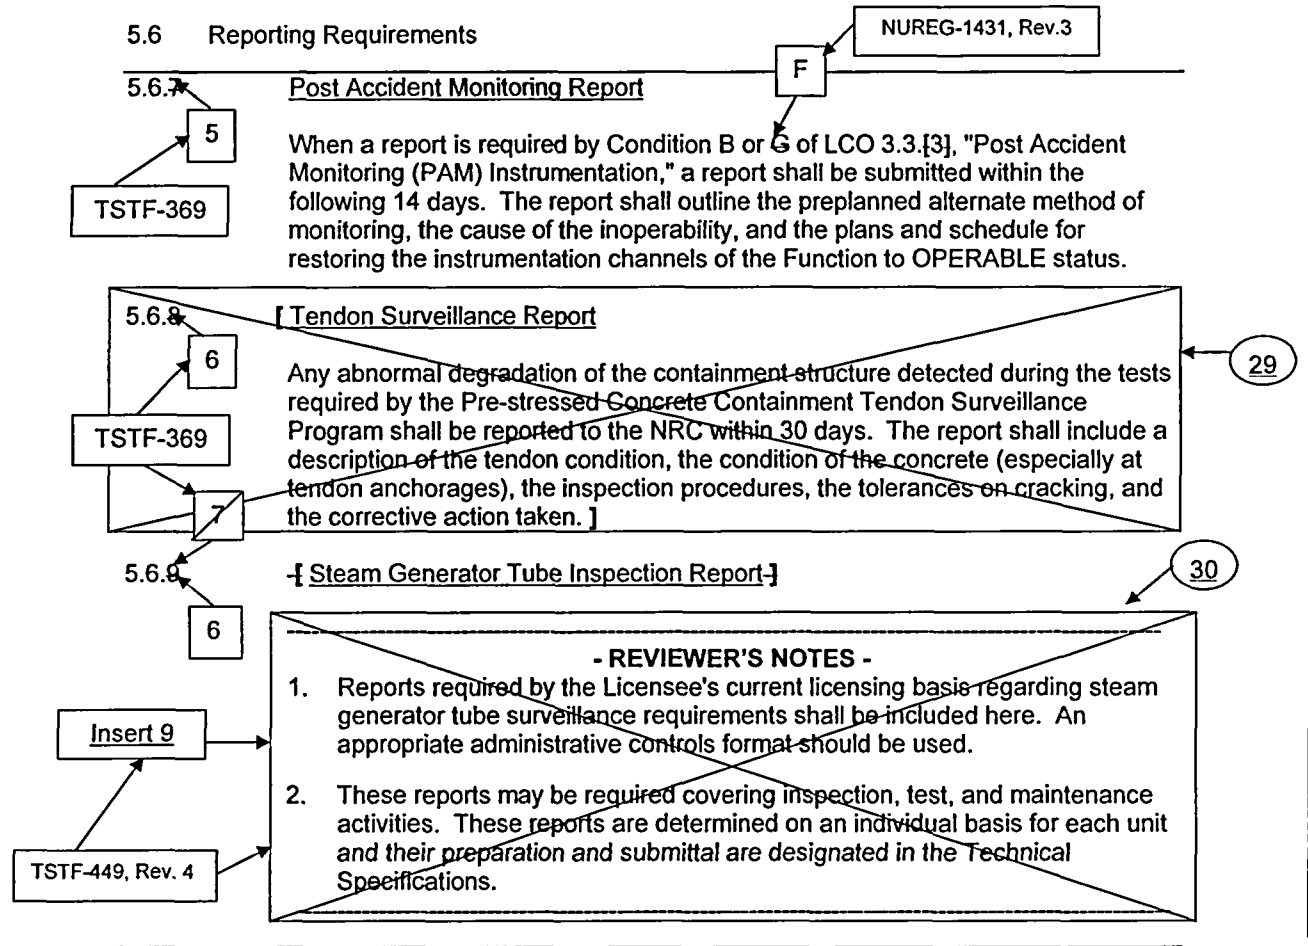 5.6 Reporting Requirements
NUREG-1431, Rev.3
F
5.6.7 Post Accident Monitoring Report
5
When a report is required by Condition B or G of LCO 3.3.[3], "Post Accident
Monitoring (PAM) Instrumentation," a report shall be submitted within the
TSTF-369
following 14 days. The report shall outline the preplanned alternate method of
monitoring, the cause of the inoperability, and the plans and schedule for
restoring the instrumentation channels of the Function to OPERABLE status.
5.6.8 [ Tendon Surveillance Report
6
29
Any abnormal degradation of the containment structure detected during the tests
required by the Pre-stressed Concrete Containment Tendon Surveillance
TSTF-369
Program shall be reported to the NRC within 30 days. The report shall include a
description of the tendon condition, the condition of the concrete (especially at
tendon anchorages), the inspection procedures, the tolerances on cracking, and
7
the corrective action taken. ]
5.6.9 [ Steam Generator Tube Inspection Report ]
30
6
- REVIEWER'S NOTES -
1. Reports required by the Licensee's current licensing basis regarding steam
generator tube surveillance requirements shall be included here. An
appropriate administrative controls format should be used.
Insert 9
2. These reports may be required covering inspection, test, and maintenance
activities. These reports are determined on an individual basis for each unit
and their preparation and submittal are designated in the Technical
Specifications.
TSTF-449, Rev. 4